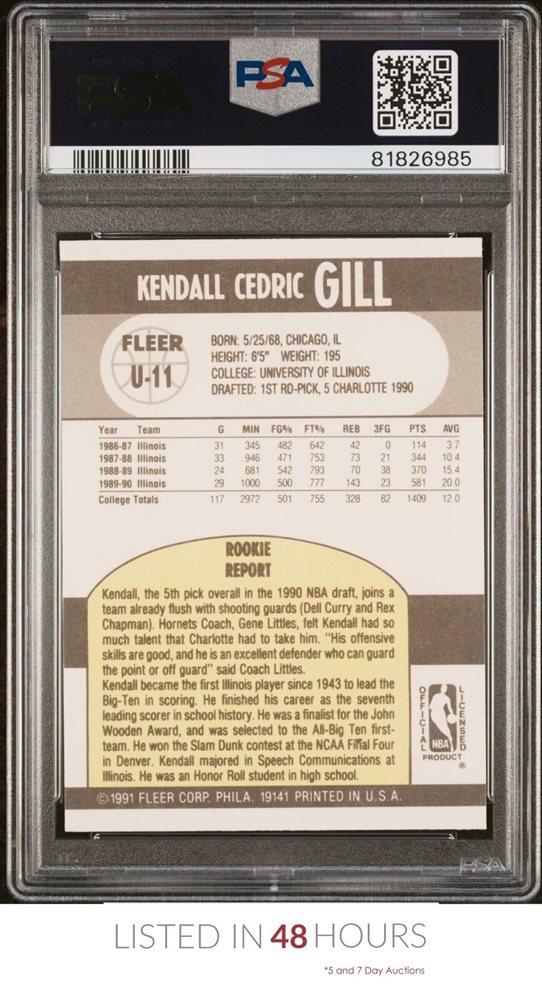 PSA
PSA
81826985
KENDALL CEDRIC GILL
FLEER
U-11
BORN: 5/25/68, CHICAGO, IL
HEIGHT: 6'5" WEIGHT: 195
COLLEGE: UNIVERSITY OF ILLINOIS
DRAFTED: 1ST RD-PICK, 5 CHARLOTTE 1990
Year Team G MIN FG% FT% REB 3FG PTS AVG
1986-87 Illinois 31 345 482 642 42 0 114 3.7
1987-88 Illinois 33 946 471 753 73 21 344 10.4
1988-89 Illinois 24 681 542 793 70 38 370 15.4
1989-90 Illinois 29 1000 500 777 143 23 581 20.0
College Totals 117 2972 501 755 328 82 1409 12.0
ROOKIE
REPORT
Kendall, the 5th pick overall in the 1990 NBA draft, joins a
team already flush with shooting guards (Dell Curry and Rex
Chapman). Hornets Coach, Gene Littles, felt Kendall had so
much talent that Charlotte had to take him. "His offensive
skills are good, and he is an excellent defender who can guard
the point or off guard" said Coach Littles.
Kendall became the first Illinois player since 1943 to lead the
Big-Ten in scoring. He finished his career as the seventh
leading scorer in school history. He was a finalist for the John
Wooden Award, and was selected to the All-Big Ten first-
team. He won the Slam Dunk contest at the NCAA Final Four
in Denver. Kendall majored in Speech Communications at
Illinois. He was an Honor Roll student in high school.
OFFICIAL
LICENSED
NBA
PRODUCT
®
©1991 FLEER CORP. PHILA. 19141 PRINTED IN U.S.A.
PSA
LISTED IN 48 HOURS
*5 and 7 Day Auctions